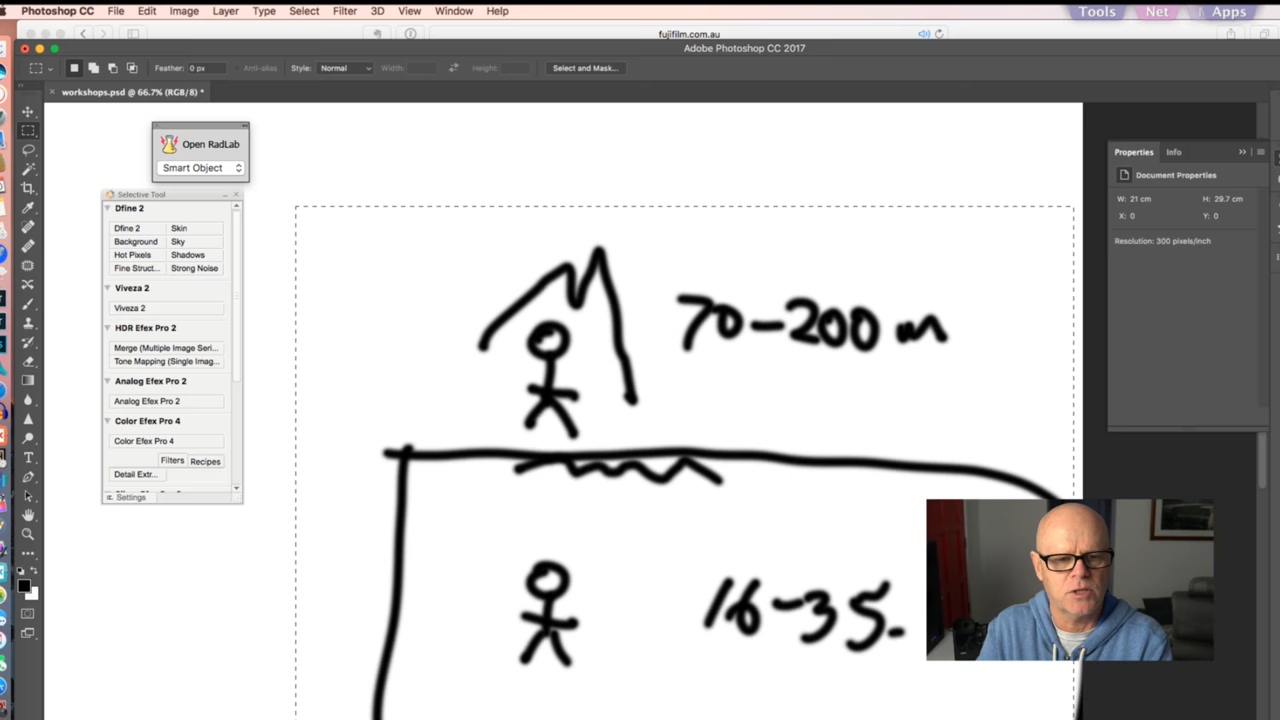 Photoshop CC File Edit Image Layer Type Select Filter 3D View Window Help
Tools Net Apps
fujifilm.com.au
Adobe Photoshop CC 2017
Feather: 0 px Anti-alias Style: Normal Width: Height: Select and Mask...
workshops.psd @ 66.7% (RGB/8) *
Open RadLab
Smart Object
Selective Tool
Dfine 2
Dfine 2 Skin
Background Sky
Hot Pixels Shadows
Fine Struct... Strong Noise
Viveza 2
Viveza 2
HDR Efex Pro 2
Merge (Multiple Image Seri...
Tone Mapping (Single Imag...
Analog Efex Pro 2
Analog Efex Pro 2
Color Efex Pro 4
Color Efex Pro 4
Filters Recipes
Detail Extr...
Settings
Properties Info
Document Properties
W: 21 cm H: 29.7 cm
X: 0 Y: 0
Resolution: 300 pixels/inch
70-200 m
16-35